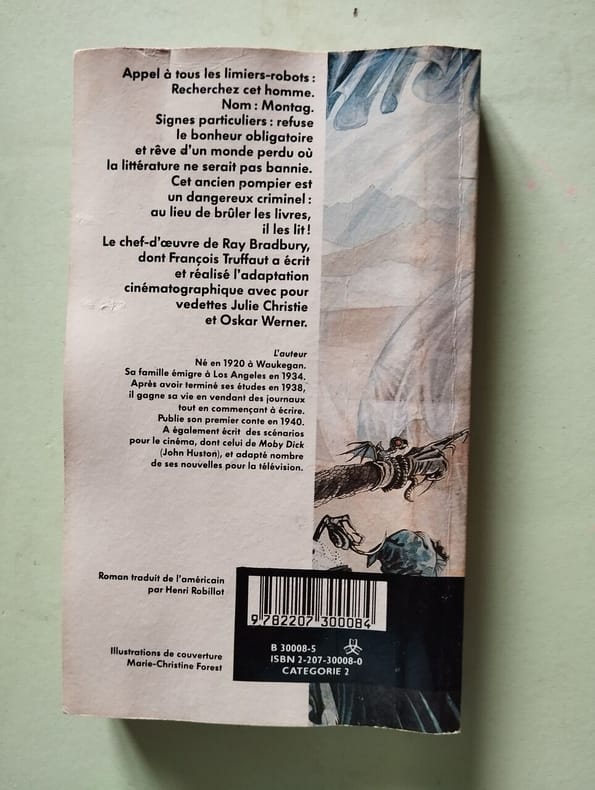 Appel à tous les limiers-robots :
Recherchez cet homme.
Nom : Montag.
Signes particuliers : refuse
le bonheur obligatoire
et rêve d'un monde perdu où
la littérature ne serait pas bannie.
Cet ancien pompier est
un dangereux criminel :
au lieu de brûler les livres,
il les lit !
Le chef-d'œuvre de Ray Bradbury,
dont François Truffaut a écrit
et réalisé l'adaptation
cinématographique avec pour
vedettes Julie Christie
et Oskar Werner.
L'auteur
Né en 1920 à Waukegan.
Sa famille émigre à Los Angeles en 1934.
Après avoir terminé ses études en 1938,
il gagne sa vie en vendant des journaux
tout en commençant à écrire.
Publie son premier conte en 1940.
A également écrit des scénarios
pour le cinéma, dont celui de Moby Dick
(John Huston), et adapté nombre
de ses nouvelles pour la télévision.
Roman traduit de l'américain
par Henri Robillot
Illustrations de couverture
Marie-Christine Forest
9 782207 300084
B 30008-5
ISBN 2-207-30008-0
CATEGORIE 2